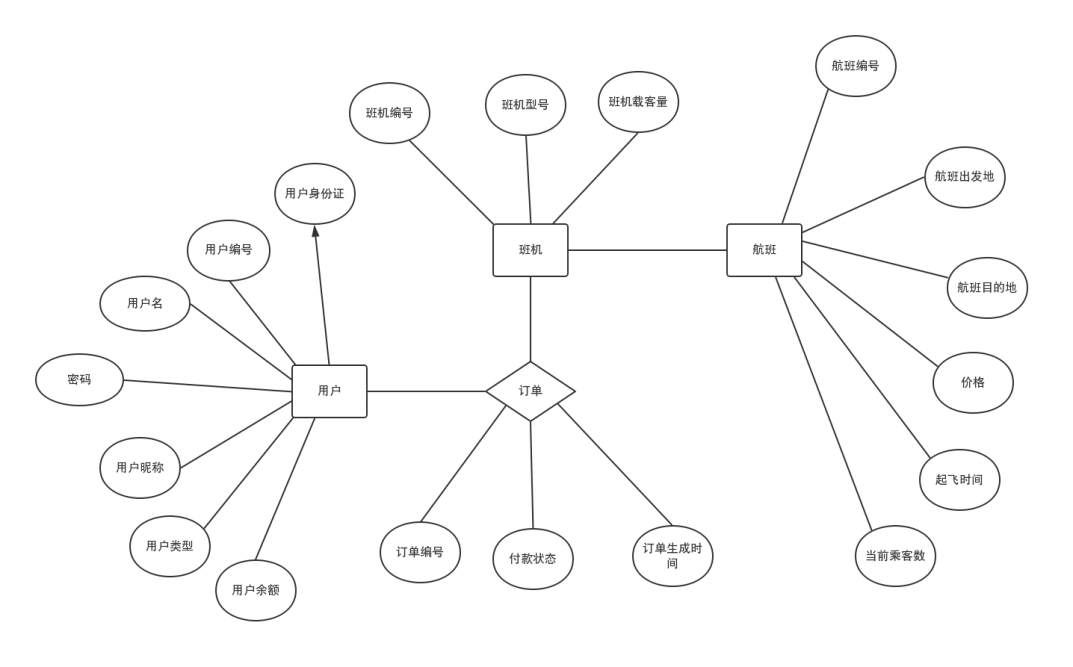 航班编号
班机编号
班机型号
班机载客量
航班出发地
用户身份证
用户编号
班机
航班
航班目的地
用户名
密码
用户
订单
价格
用户昵称
起飞时间
用户类型
订单编号
付款状态
订单生成时
间
当前乘客数
用户余额